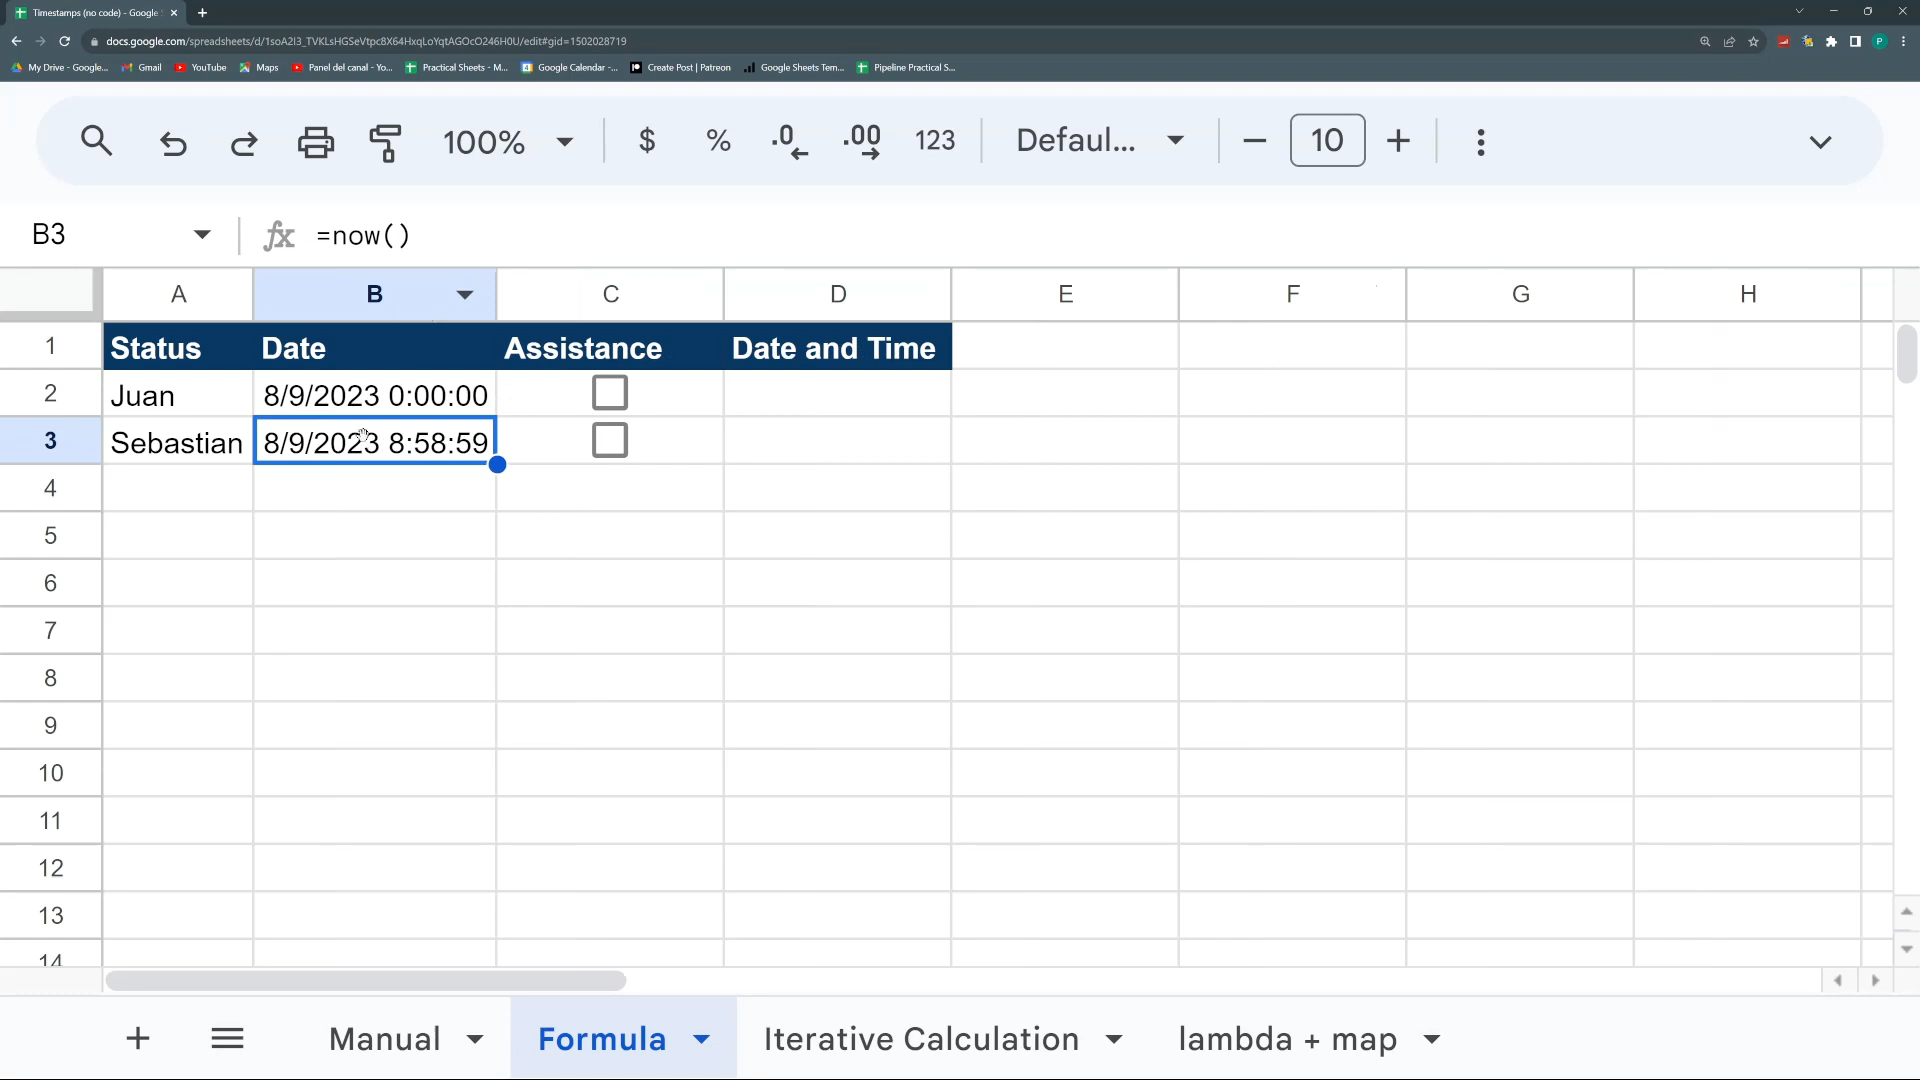 Timestamps (no code) - Google
docs.google.com/spreadsheets/d/1soA2I3_TVKLsHGSeVtpc8X64HxqLoYqtAGOcO246H0U/edit#gid=1502028719
P
My Drive - Google... Gmail YouTube Maps Panel del canal - Yo... Practical Sheets - M... Google Calendar -... Create Post | Patreon Google Sheets Tem... Pipeline Practical S...
100% $ % .0 .00 123 Defaul... 10
B3 fx =now()
A B C D E F G H
1 Status Date Assistance Date and Time
2 Juan 8/9/2023 0:00:00
3 Sebastian 8/9/2023 8:58:59
4
5
6
7
8
9
10
11
12
13
14
Manual Formula Iterative Calculation lambda + map